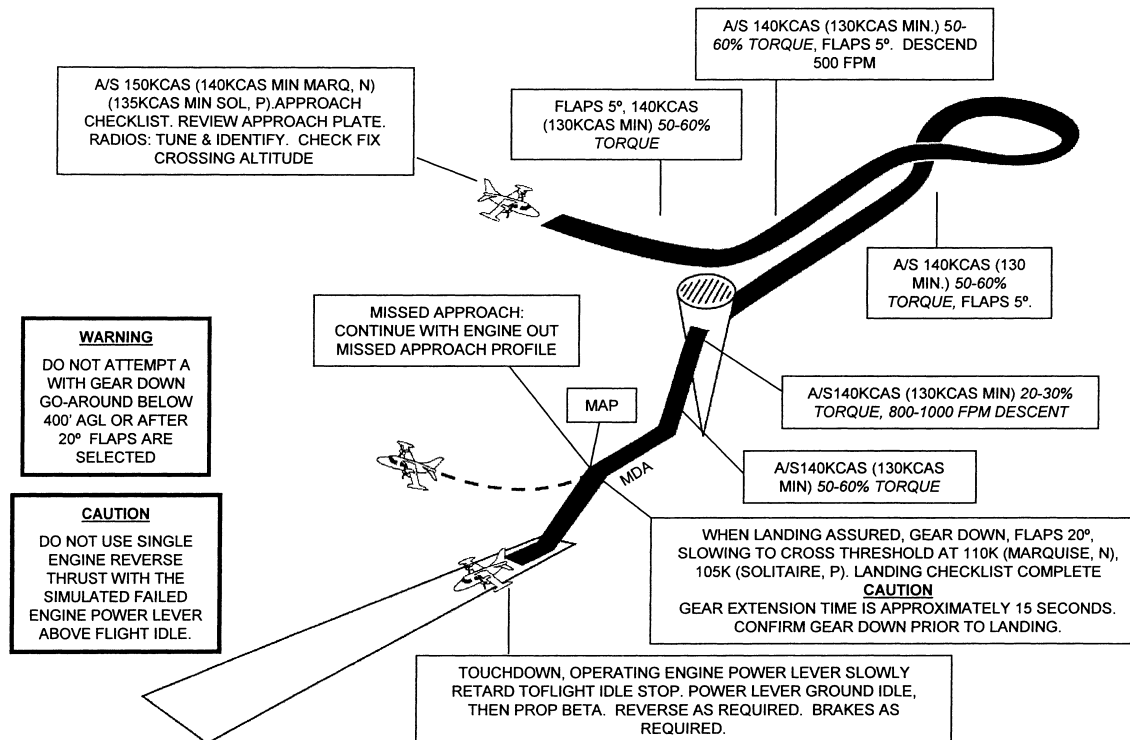 A/S 140KCAS (130KCAS MIN.) 50-
60% TORQUE, FLAPS 5º. DESCEND
500 FPM
A/S 150KCAS (140KCAS MIN MARQ, N)
(135KCAS MIN SOL, P).APPROACH
CHECKLIST. REVIEW APPROACH PLATE.
RADIOS: TUNE & IDENTIFY. CHECK FIX
CROSSING ALTITUDE
FLAPS 5º, 140KCAS
(130KCAS MIN) 50-60%
TORQUE
A/S 140KCAS (130
MIN.) 50-60%
TORQUE, FLAPS 5º.
MISSED APPROACH:
CONTINUE WITH ENGINE OUT
MISSED APPROACH PROFILE
WARNING
DO NOT ATTEMPT A
WITH GEAR DOWN
GO-AROUND BELOW
400' AGL OR AFTER
20º FLAPS ARE
SELECTED
MAP
A/S140KCAS (130KCAS MIN) 20-30%
TORQUE, 800-1000 FPM DESCENT
MDA
A/S140KCAS (130KCAS
MIN) 50-60% TORQUE
CAUTION
DO NOT USE SINGLE
ENGINE REVERSE
THRUST WITH THE
SIMULATED FAILED
ENGINE POWER LEVER
ABOVE FLIGHT IDLE.
WHEN LANDING ASSURED, GEAR DOWN, FLAPS 20º,
SLOWING TO CROSS THRESHOLD AT 110K (MARQUISE, N),
105K (SOLITAIRE, P). LANDING CHECKLIST COMPLETE
CAUTION
GEAR EXTENSION TIME IS APPROXIMATELY 15 SECONDS.
CONFIRM GEAR DOWN PRIOR TO LANDING.
TOUCHDOWN, OPERATING ENGINE POWER LEVER SLOWLY
RETARD TOFLIGHT IDLE STOP. POWER LEVER GROUND IDLE,
THEN PROP BETA. REVERSE AS REQUIRED. BRAKES AS
REQUIRED.